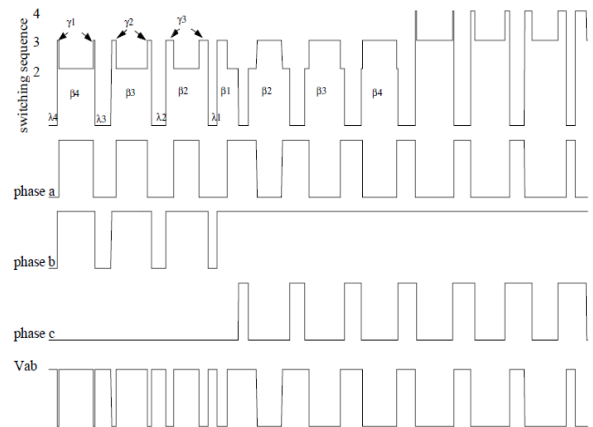 4
γ1 γ2 γ3
3
2
switching sequence
β4 β3 β2 β1 β2 β3 β4
λ4 λ3 λ2 λ1
phase a
phase b
phase c
Vab